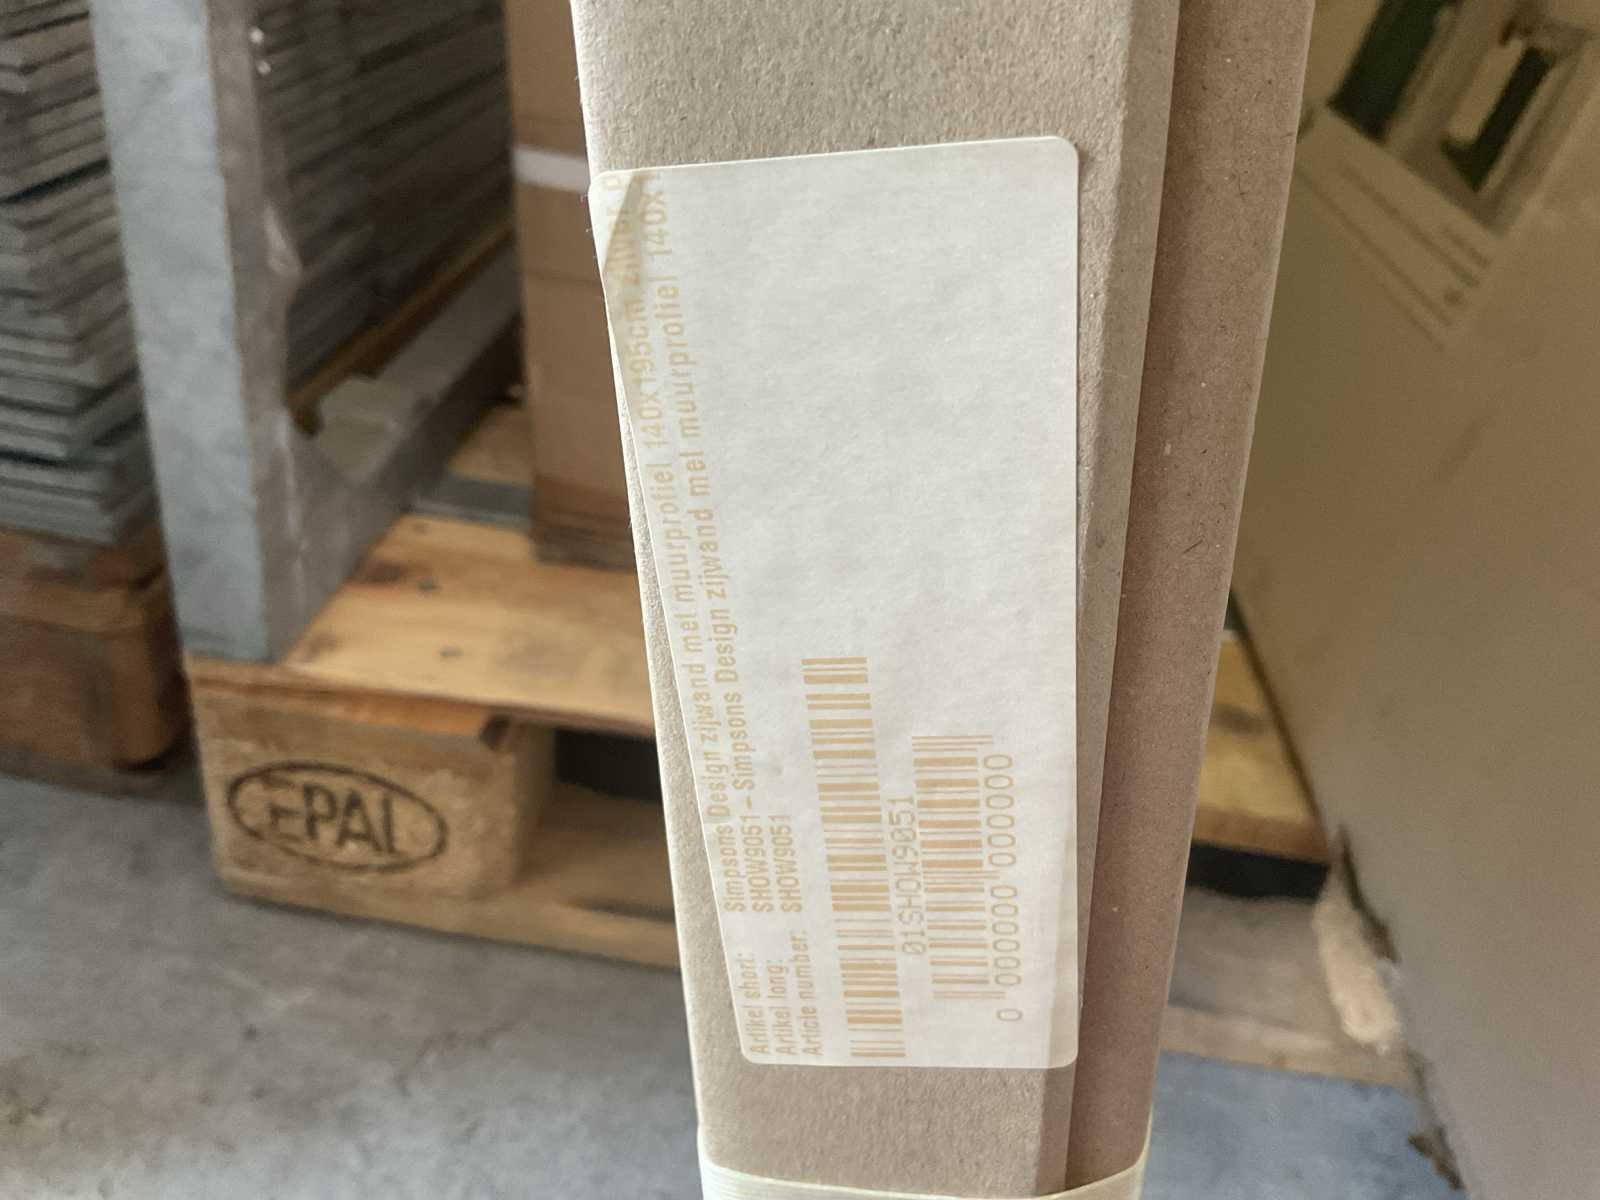 Artikel short: Simpsons Design zijwand met muurprofiel 140x195cm zilver
Artikel long: SHOW9051 - Simpsons Design zijwand met muurprofiel 140x
Article number: SHOW9051
01SHOW9051
0 000000 000000
EPAL